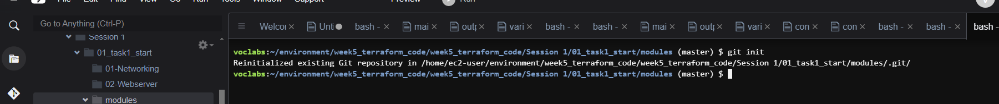 File Edit Find View Go Run Tools Window Support Preview Run
Go to Anything (Ctrl-P)
Welcor Unti bash - mai outp vari bash - bash - mai outp vari con con bash - bash - bash -
Session 1
01_task1_start
01-Networking
02-Webserver
modules
voclabs:~/environment/week5_terraform_code/week5_terraform_code/Session 1/01_task1_start/modules (master) $ git init
Reinitialized existing Git repository in /home/ec2-user/environment/week5_terraform_code/week5_terraform_code/Session 1/01_task1_start/modules/.git/
voclabs:~/environment/week5_terraform_code/week5_terraform_code/Session 1/01_task1_start/modules (master) $